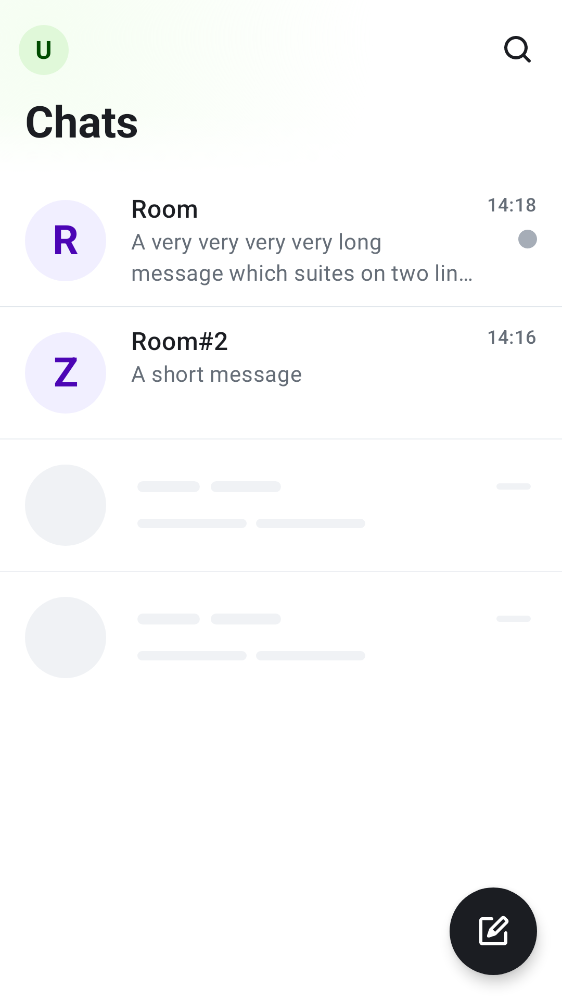 U
Chats
R
Room
14:18
A very very very very long
message which suites on two lin…
Z
Room#2
14:16
A short message